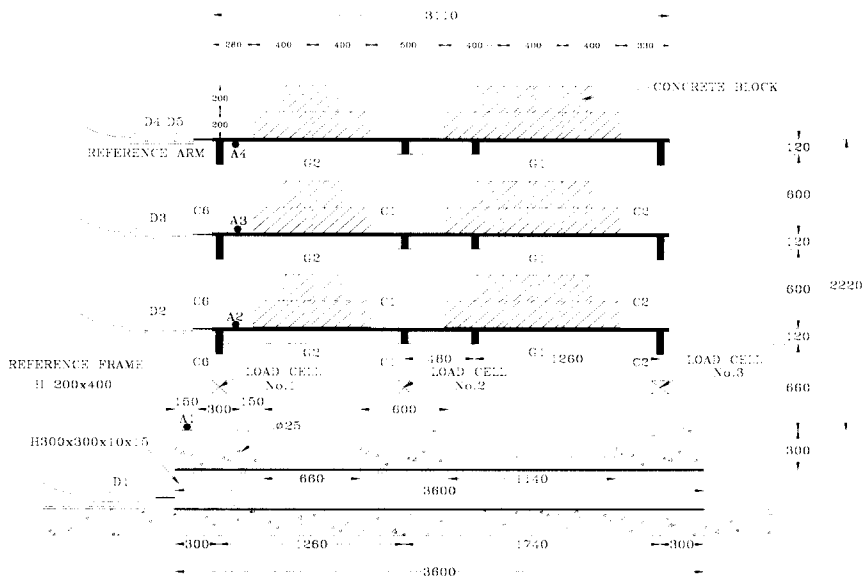 3110
280 400 400 500 400 400 400 330
CONCRETE BLOCK
200
200
D4 D5
REFERENCE ARM A4
G2 G1
120
600
C6 A3 C1 C2
D3
G2 G1
120
600
2220
C6 A2 C1 C2
D2
G2 480 G1 1260
120
C6 C1 C2
REFERENCE FRAME
H 200x400
LOAD CELL
No.1
LOAD CELL
No.2
LOAD CELL
No.3
660
150 300 150 600
A1
ø25
H300x300x10x15
300
660 1140
D1
3600
300 1260 1740 300
3600